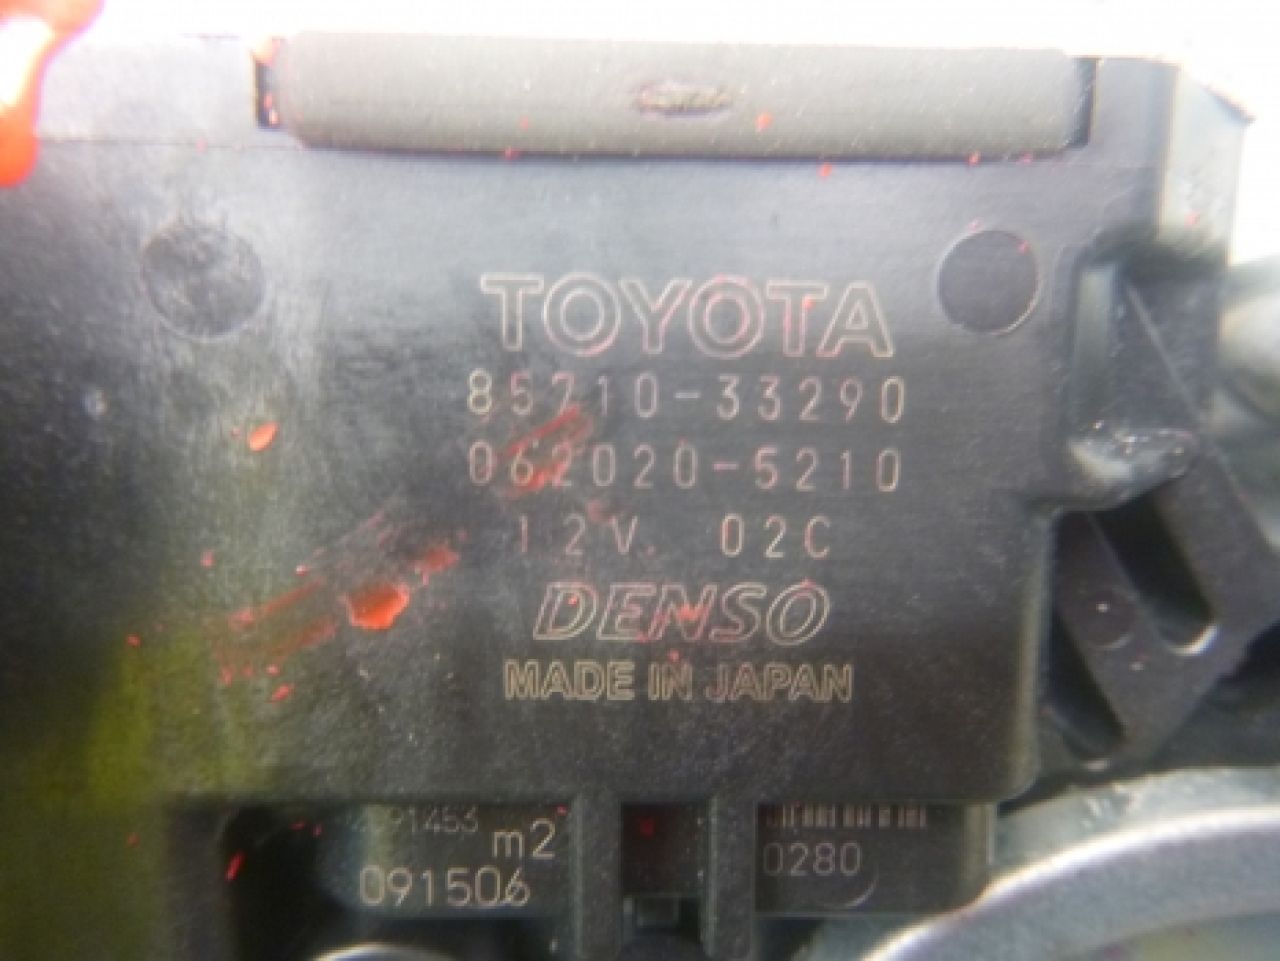 TOYOTA
85710-33290
062020-5210
12V. 02C
DENSO
MADE IN JAPAN
m2
091506
0280